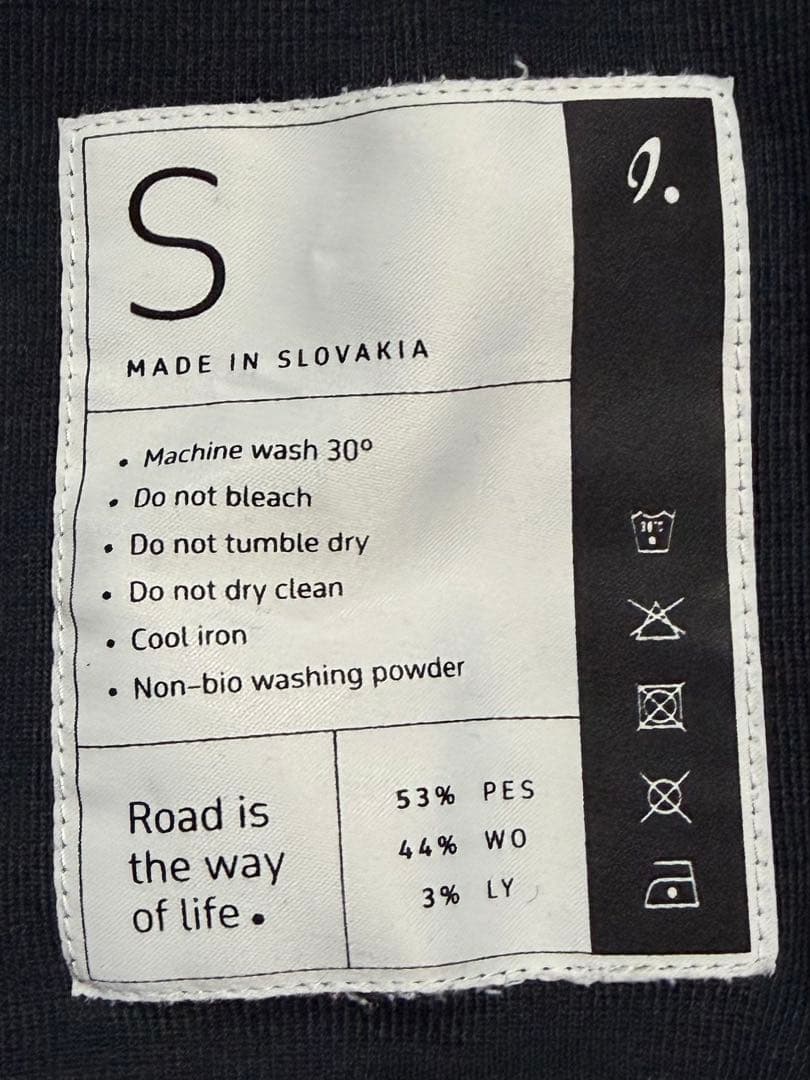 S
MADE IN SLOVAKIA
• Machine wash 30º
• Do not bleach
• Do not tumble dry
• Do not dry clean
• Cool iron
• Non-bio washing powder
Road is
the way
of life •
53% PES
44% WO
3% LY
30°C